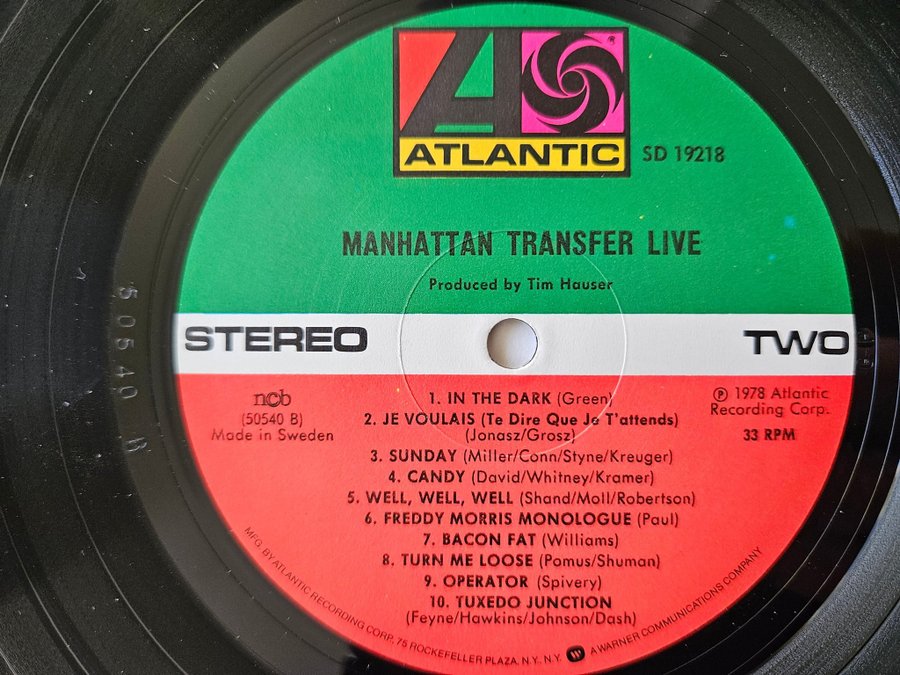 ATLANTIC
SD 19218
MANHATTAN TRANSFER LIVE
Produced by Tim Hauser
STEREO
TWO
ncb
(50540 B)
Made in Sweden
℗ 1978 Atlantic
Recording Corp.
33 RPM
1. IN THE DARK (Green)
2. JE VOULAIS (Te Dire Que Je T'attends)
(Jonasz/Grosz)
3. SUNDAY (Miller/Conn/Styne/Kreuger)
4. CANDY (David/Whitney/Kramer)
5. WELL, WELL, WELL (Shand/Moll/Robertson)
6. FREDDY MORRIS MONOLOGUE (Paul)
7. BACON FAT (Williams)
8. TURN ME LOOSE (Pomus/Shuman)
9. OPERATOR (Spivery)
10. TUXEDO JUNCTION
(Feyne/Hawkins/Johnson/Dash)
MFG. BY ATLANTIC RECORDING CORP. 75 ROCKEFELLER PLAZA, N.Y. N.Y. A WARNER COMMUNICATIONS COMPANY
50540 B